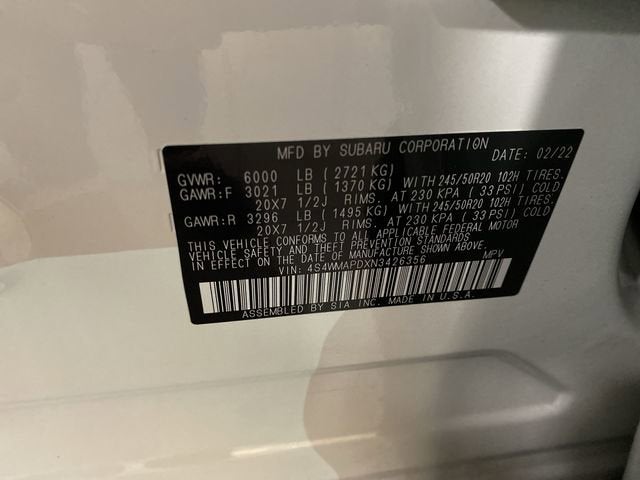 MFD BY SUBARU CORPORATION DATE: 02/22
GVWR: 6000 LB (2721 KG)
GAWR:F 3021 LB (1370 KG) WITH 245/50R20 102H TIRES.
20X7 1/2J RIMS. AT 230 KPA (33 PSI) COLD
GAWR:R 3296 LB (1495 KG) WITH 245/50R20 102H TIRES.
20X7 1/2J RIMS. AT 230 KPA (33 PSI) COLD
THIS VEHICLE CONFORMS TO ALL APPLICABLE FEDERAL MOTOR
VEHICLE SAFETY AND THEFT PREVENTION STANDARDS
IN EFFECT ON THE DATE OF MANUFACTURE SHOWN ABOVE.
VIN: 4S4WMAPDXN3426356 MPV
ASSEMBLED BY SIA INC. MADE IN U.S.A.